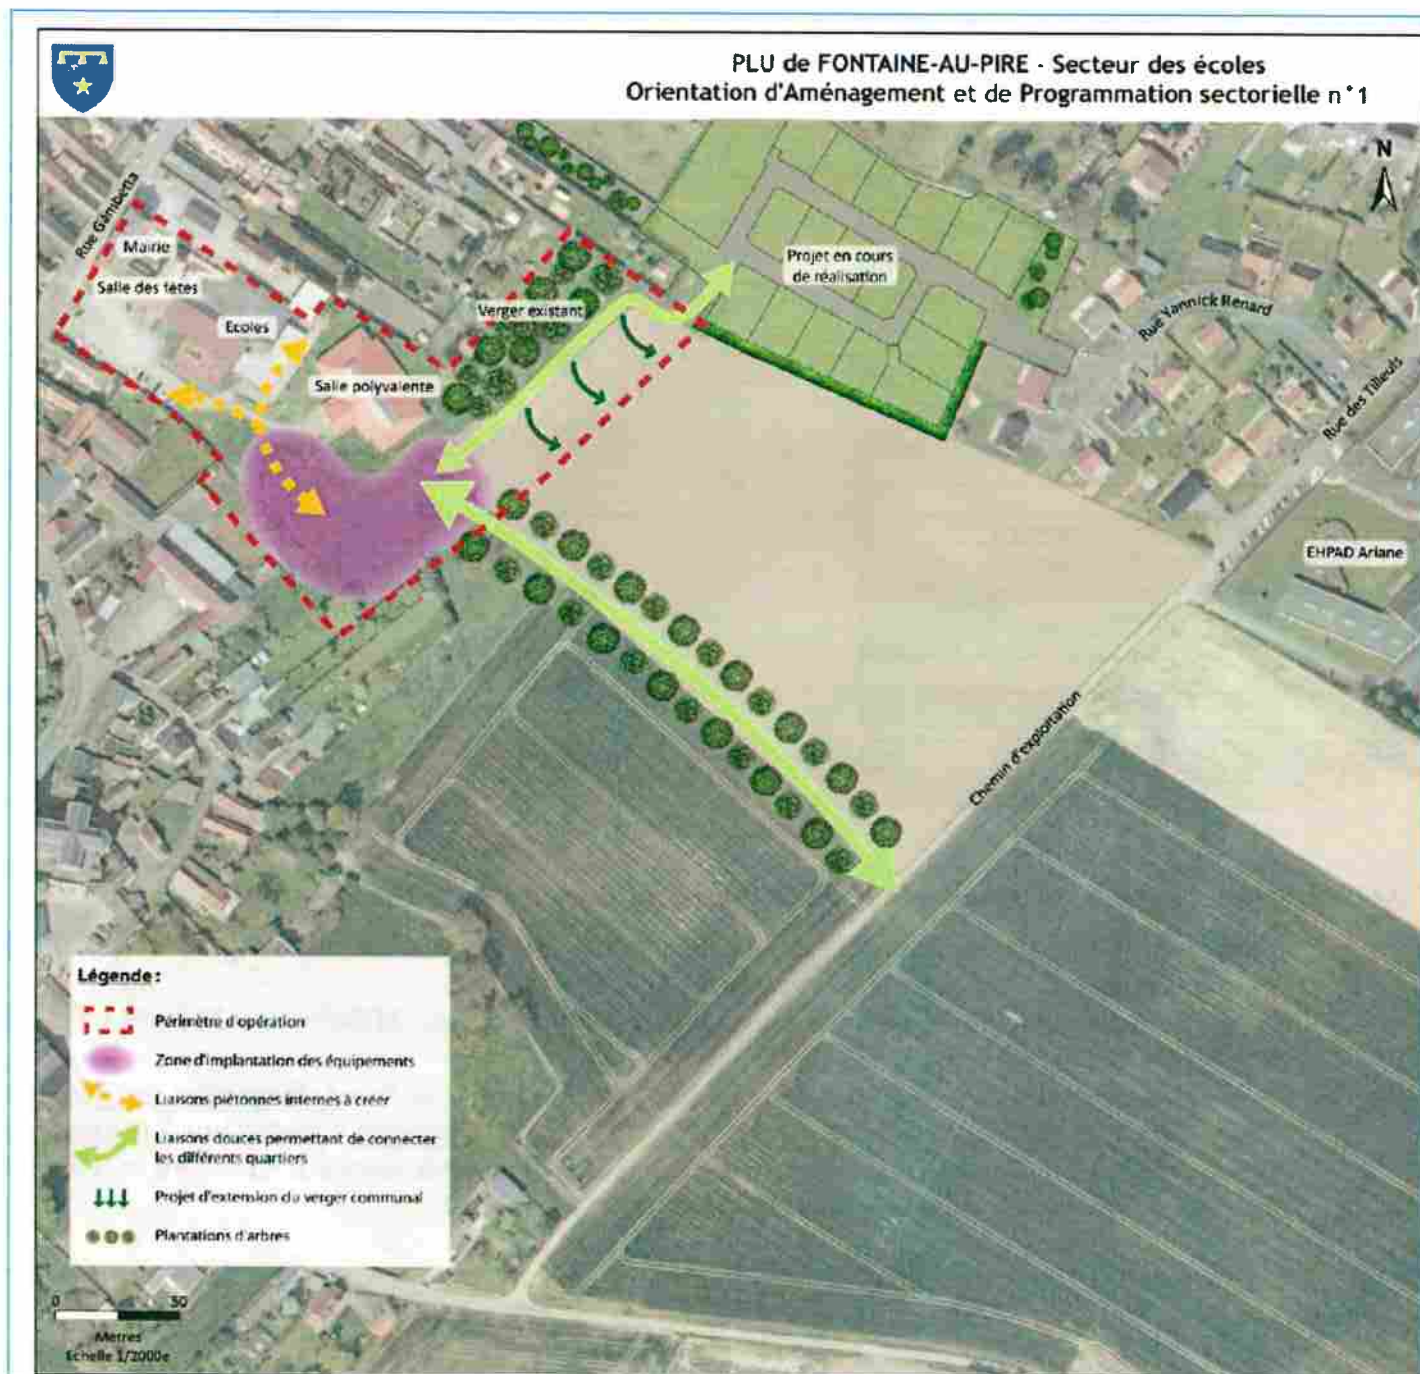 PLU de FONTAINE-AU-PIRE - Secteur des écoles
Orientation d'Aménagement et de Programmation sectorielle n°1
N
Rue Gambetta
Mairie
Salle des fêtes
Ecoles
Verger existant
Salle polyvalente
Projet en cours
de réalisation
Rue Yannick Renard
Rue des Tilleuls
EHPAD Ariane
Chemin d'exploitation
Légende :
Périmètre d'opération
Zone d'implantation des équipements
Liaisons piétonnes internes à créer
Liaisons douces permettant de connecter
les différents quartiers
Projet d'extension du verger communal
Plantations d'arbres
0 50
Metres
Echelle 1/2000e